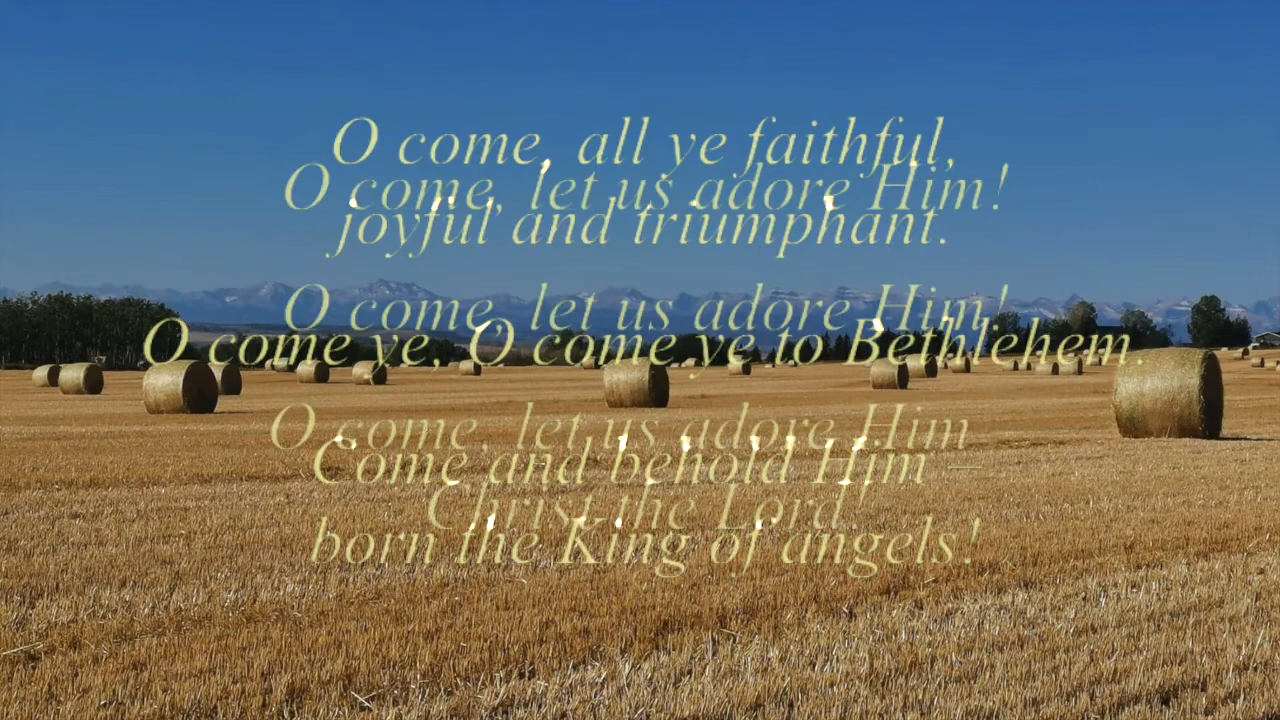 O come, all ye faithful,
O come, let us adore Him!
joyful and triumphant.
O come, let us adore Him!
O come ye, O come ye to Bethlehem.
O come, let us adore Him
Come and behold Him –
Christ the Lord!
born the King of angels!